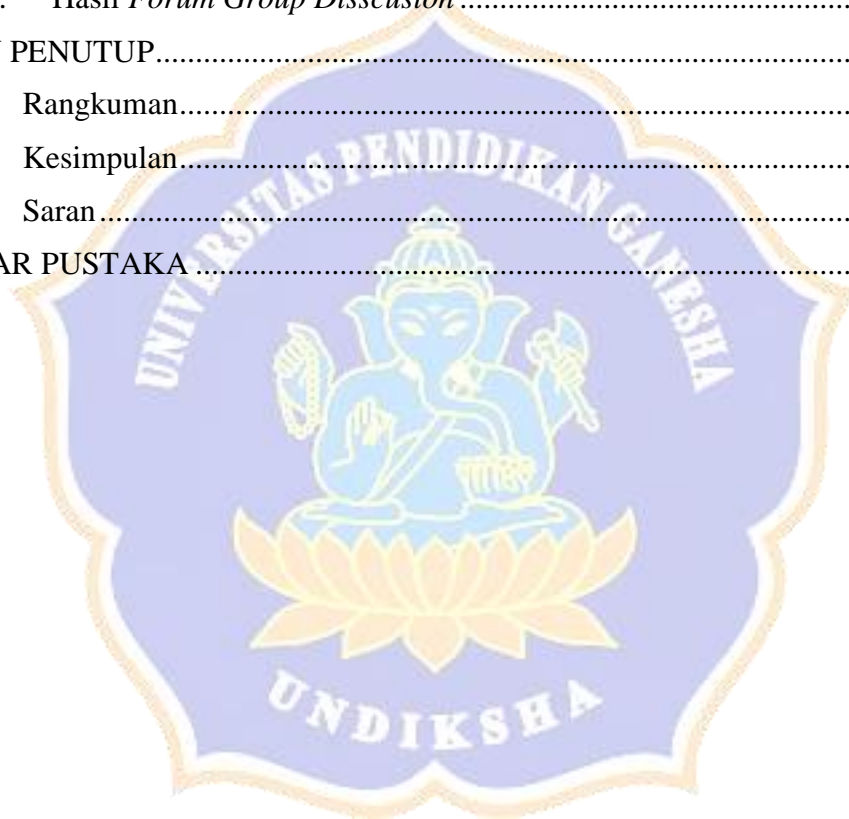 . Hasil Forum Group Disscusion ........................................................
PENUTUP.....................................................................................................
Rangkuman.................................................................................................
Kesimpulan.................................................................................................
Saran............................................................................................................
AR PUSTAKA ...............................................................................................
UNIVERSITAS PENDIDIKAN GANESHA
UNDIKSHA